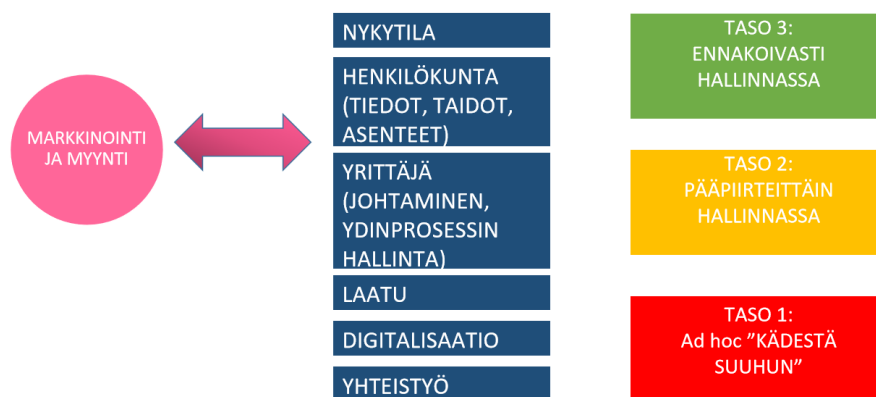 MARKKINOINTI
JA MYYNTI
NYKYTILA
HENKILÖKUNTA
(TIEDOT, TAIDOT,
ASENTEET)
YRITTÄJÄ
(JOHTAMINEN,
YDINPROSESSIN
HALLINTA)
LAATU
DIGITALISAATIO
YHTEISTYÖ
TASO 3:
ENNAKOIVASTI
HALLINNASSA
TASO 2:
PÄÄPIIRTEITTÄIN
HALLINNASSA
TASO 1:
Ad hoc ”KÄDESTÄ
SUUHUN”